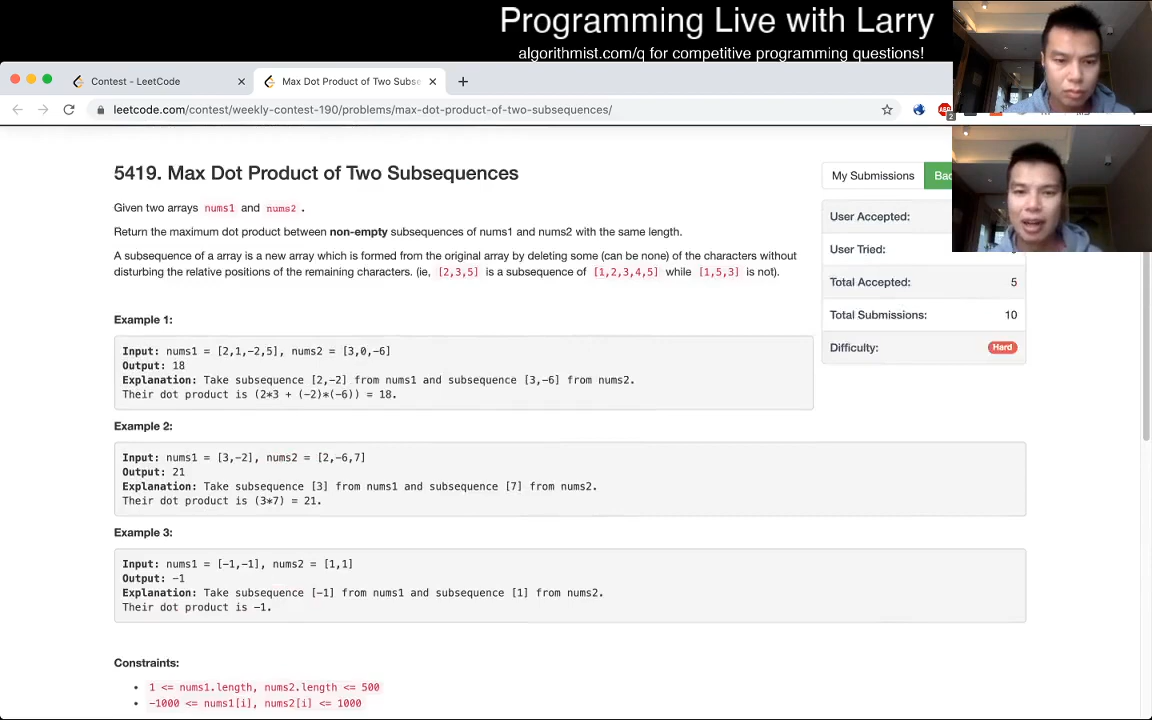 Programming Live with Larry
algorithmist.com/q for competitive programming questions!
Contest - LeetCode
Max Dot Product of Two Subse
leetcode.com/contest/weekly-contest-190/problems/max-dot-product-of-two-subsequences/
5419. Max Dot Product of Two Subsequences
My Submissions
Bac
Given two arrays nums1 and nums2 .
Return the maximum dot product between non-empty subsequences of nums1 and nums2 with the same length.
A subsequence of a array is a new array which is formed from the original array by deleting some (can be none) of the characters without
disturbing the relative positions of the remaining characters. (ie, [2,3,5] is a subsequence of [1,2,3,4,5] while [1,5,3] is not).
User Accepted:
User Tried:
Total Accepted: 5
Total Submissions: 10
Difficulty: Hard
Example 1:
Input: nums1 = [2,1,-2,5], nums2 = [3,0,-6]
Output: 18
Explanation: Take subsequence [2,-2] from nums1 and subsequence [3,-6] from nums2.
Their dot product is (2*3 + (-2)*(-6)) = 18.
Example 2:
Input: nums1 = [3,-2], nums2 = [2,-6,7]
Output: 21
Explanation: Take subsequence [3] from nums1 and subsequence [7] from nums2.
Their dot product is (3*7) = 21.
Example 3:
Input: nums1 = [-1,-1], nums2 = [1,1]
Output: -1
Explanation: Take subsequence [-1] from nums1 and subsequence [1] from nums2.
Their dot product is -1.
Constraints:
1 <= nums1.length, nums2.length <= 500
-1000 <= nums1[i], nums2[i] <= 1000